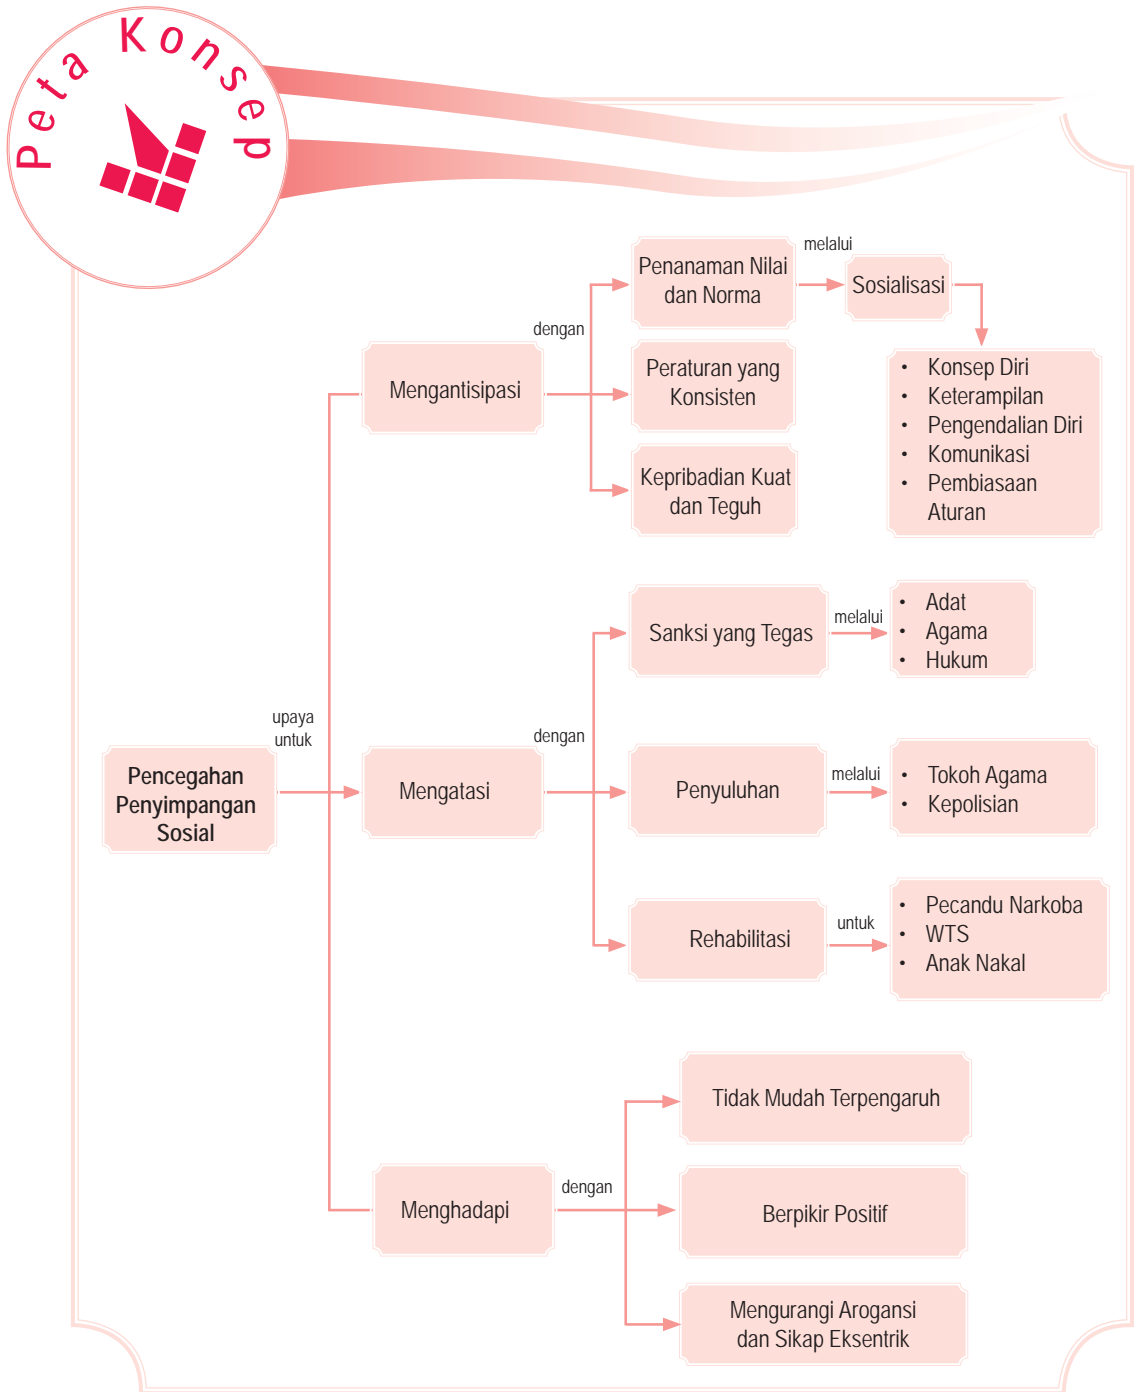 Peta Konsep
Pencegahan
Penyimpangan
Sosial
upaya
untuk
Mengantisipasi
dengan
Penanaman Nilai
dan Norma
melalui
Sosialisasi
• Konsep Diri
• Keterampilan
• Pengendalian Diri
• Komunikasi
• Pembiasaan
Aturan
Peraturan yang
Konsisten
Kepribadian Kuat
dan Teguh
Mengatasi
dengan
Sanksi yang Tegas
melalui
• Adat
• Agama
• Hukum
Penyuluhan
melalui
• Tokoh Agama
• Kepolisian
Rehabilitasi
untuk
• Pecandu Narkoba
• WTS
• Anak Nakal
Menghadapi
dengan
Tidak Mudah Terpengaruh
Berpikir Positif
Mengurangi Arogansi
dan Sikap Eksentrik